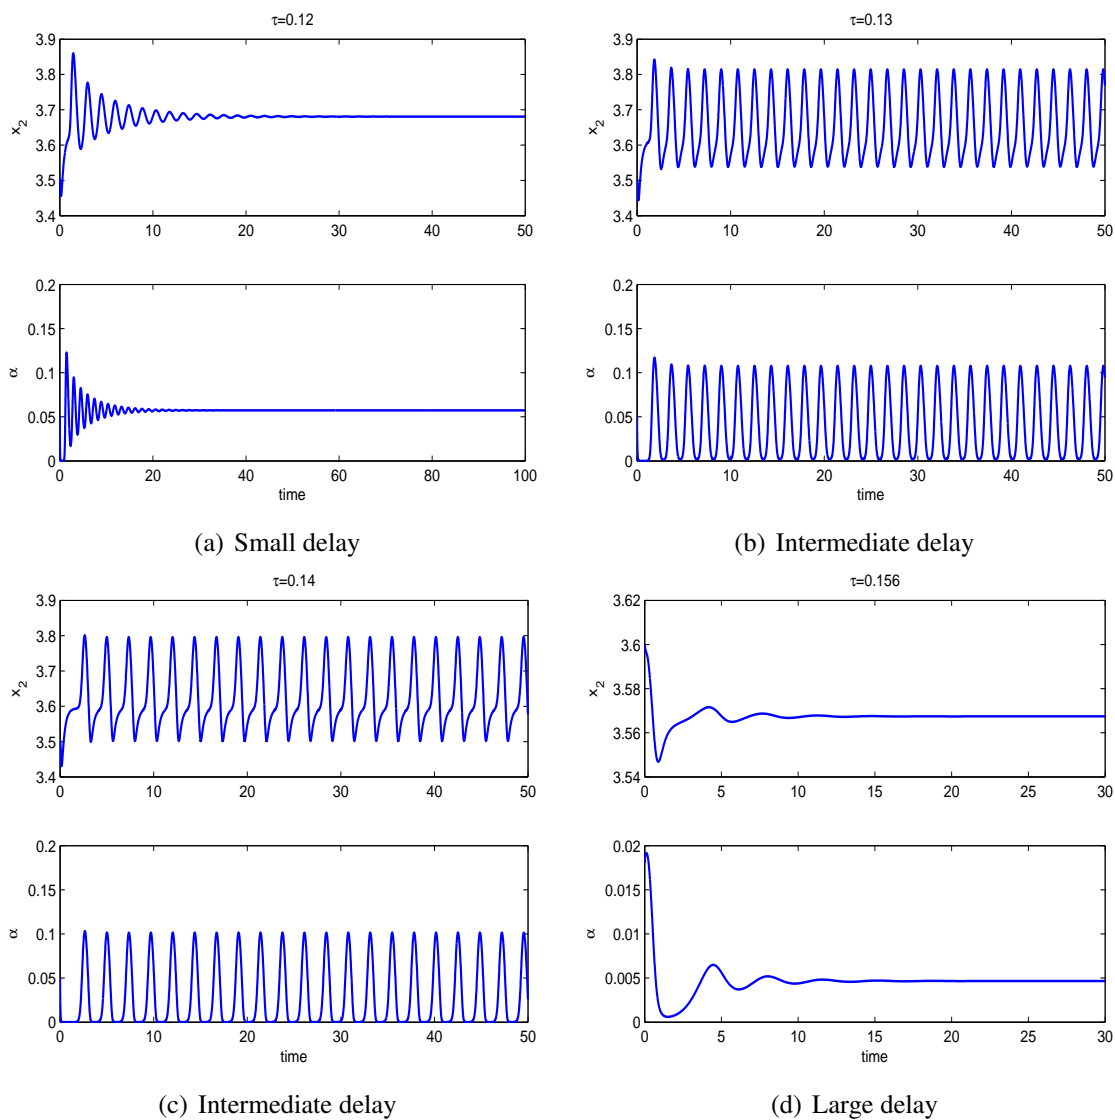 τ=0.12
3.9
3.8
3.7
3.6
3.5
3.4
x2
0 10 20 30 40 50
0.2
0.15
0.1
0.05
0
α
0 20 40 60 80 100
time
(a) Small delay
τ=0.13
3.9
3.8
3.7
3.6
3.5
3.4
x2
0 10 20 30 40 50
0.2
0.15
0.1
0.05
0
α
0 10 20 30 40 50
time
(b) Intermediate delay
τ=0.14
3.9
3.8
3.7
3.6
3.5
3.4
x2
0 10 20 30 40 50
0.2
0.15
0.1
0.05
0
α
0 10 20 30 40 50
time
(c) Intermediate delay
τ=0.156
3.62
3.6
3.58
3.56
3.54
x2
0 5 10 15 20 25 30
0.02
0.015
0.01
0.005
0
α
0 5 10 15 20 25 30
time
(d) Large delay